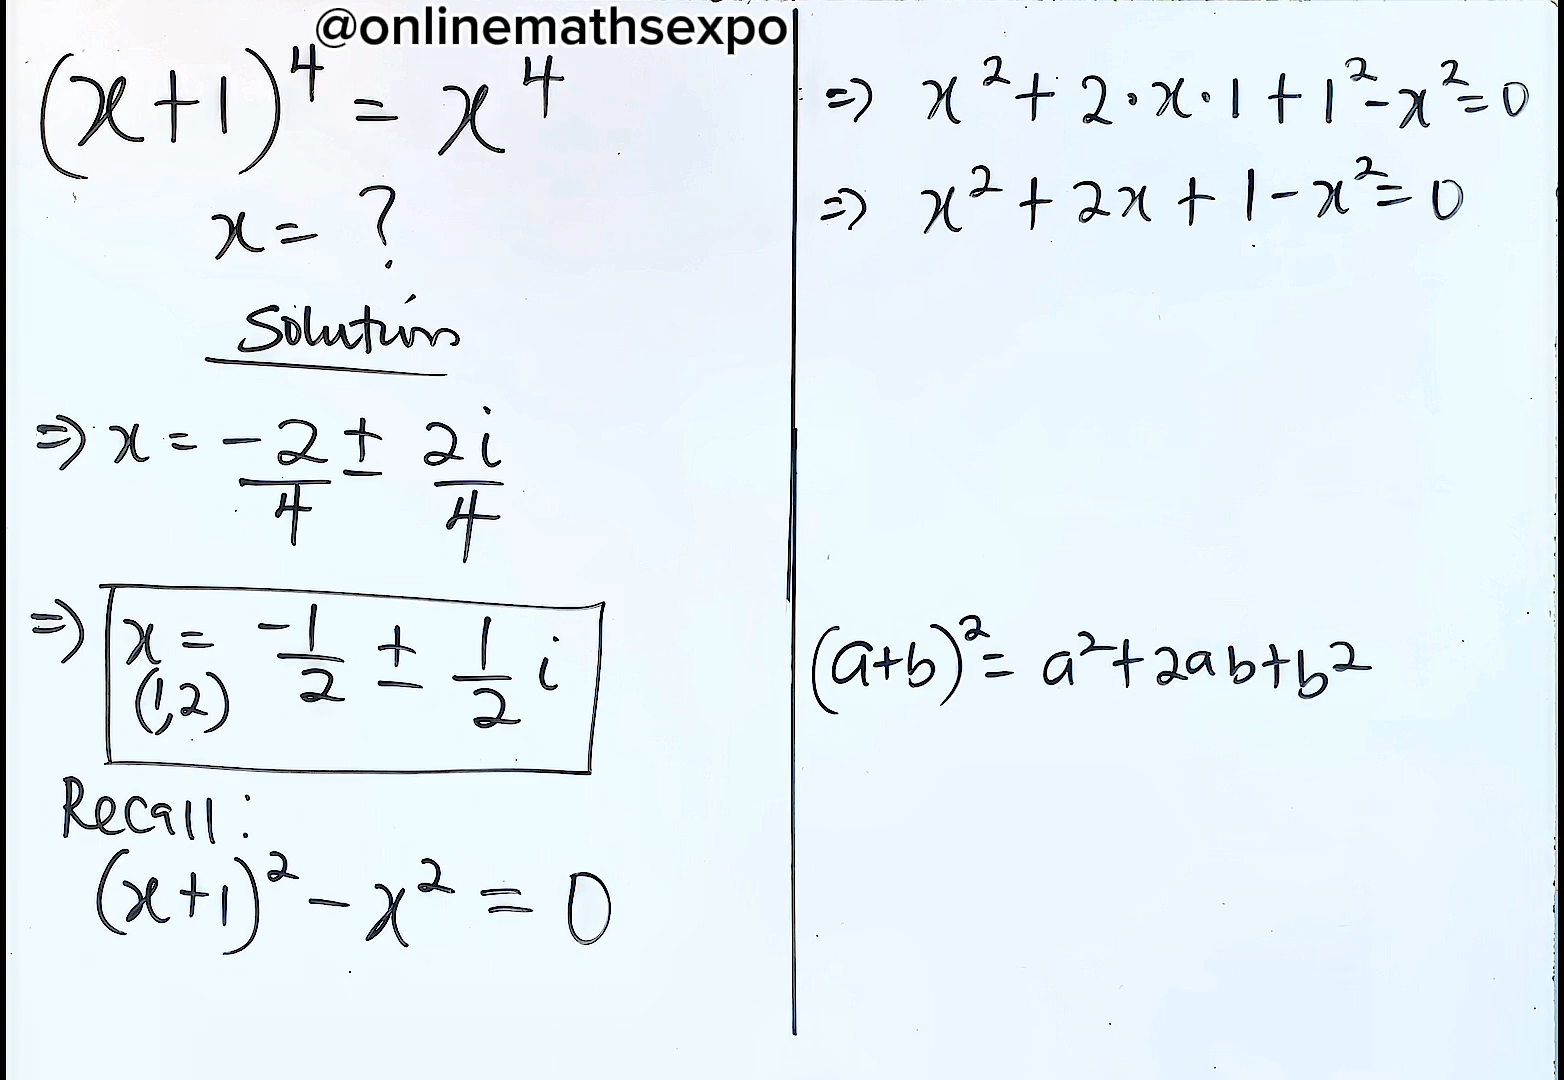 @onlinemathsexpo
(x+1)⁴ = x⁴
x = ?
Solution
⇒ x = -2/4 ± 2i/4
⇒ x = -1/2 ± 1/2 i
(1,2)
Recall:
(x+1)² - x² = 0
⇒ x² + 2·x·1 + 1² - x² = 0
⇒ x² + 2x + 1 - x² = 0
(a+b)² = a² + 2ab + b²